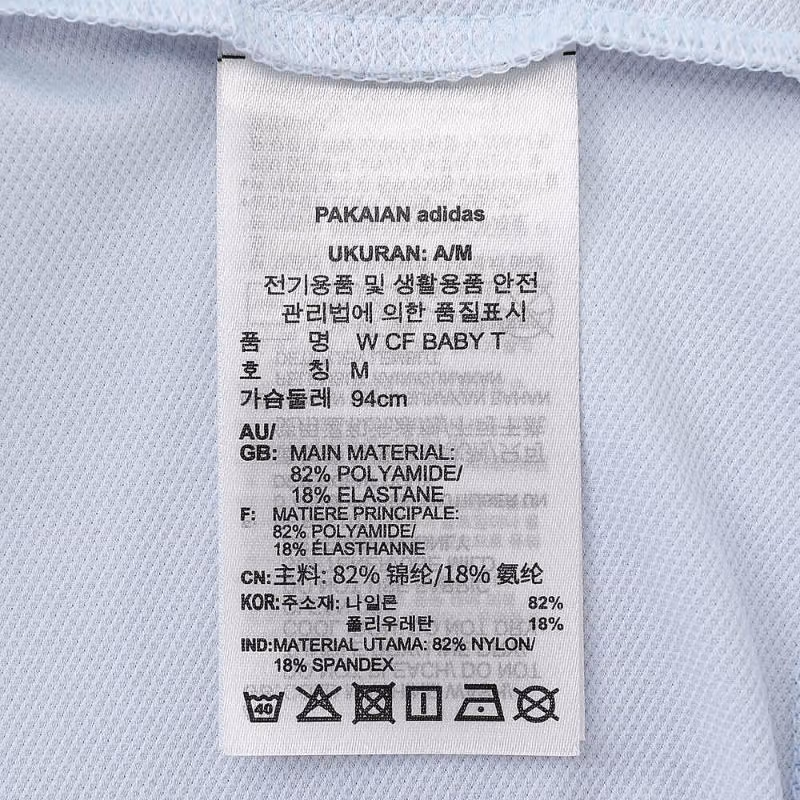 PAKAIAN adidas
UKURAN: A/M
전기용품 및 생활용품 안전
관리법에 의한 품질표시
품 명 W CF BABY T
호 칭 M
가슴둘레 94cm
AU/
GB: MAIN MATERIAL:
82% POLYAMIDE/
18% ELASTANE
F: MATIERE PRINCIPALE:
82% POLYAMIDE/
18% ÉLASTHANNE
CN:主料: 82% 锦纶/18% 氨纶
KOR:주소재: 나일론 82%
폴리우레탄 18%
IND:MATERIAL UTAMA: 82% NYLON/
18% SPANDEX
40